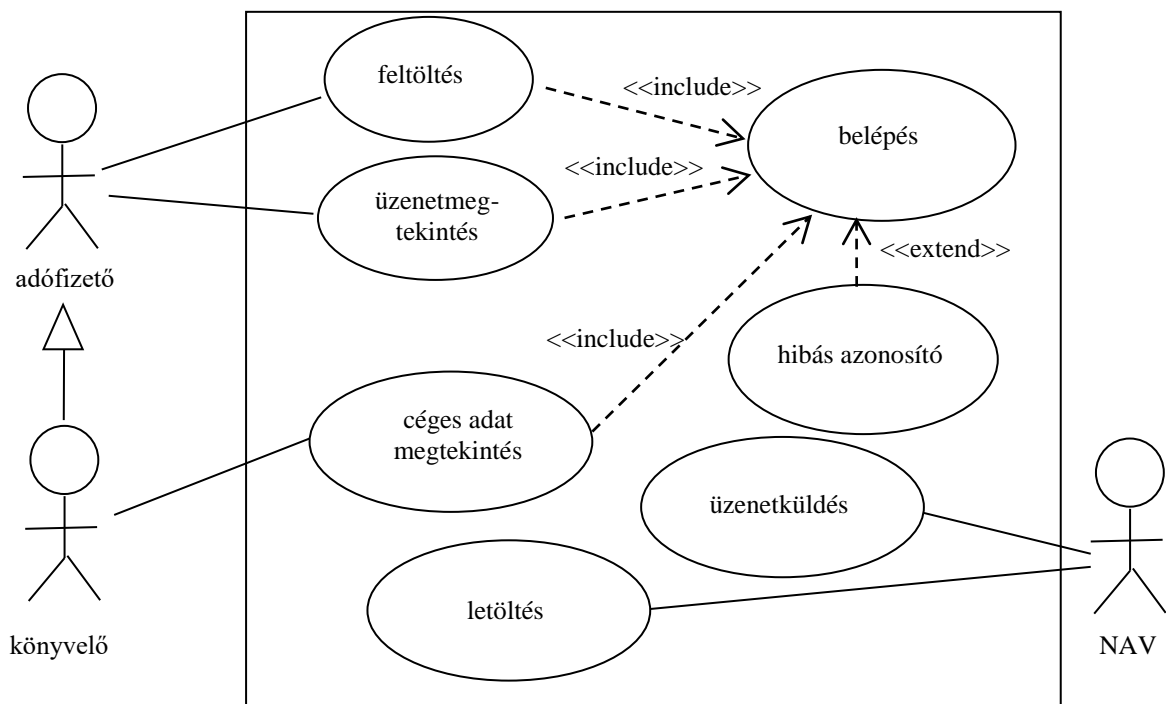 feltöltés
<<include>>
belépés
<<include>>
üzenetmeg-
tekintés
<<extend>>
adófizető
<<include>>
hibás azonosító
céges adat
megtekintés
üzenetküldés
letöltés
könyvelő
NAV